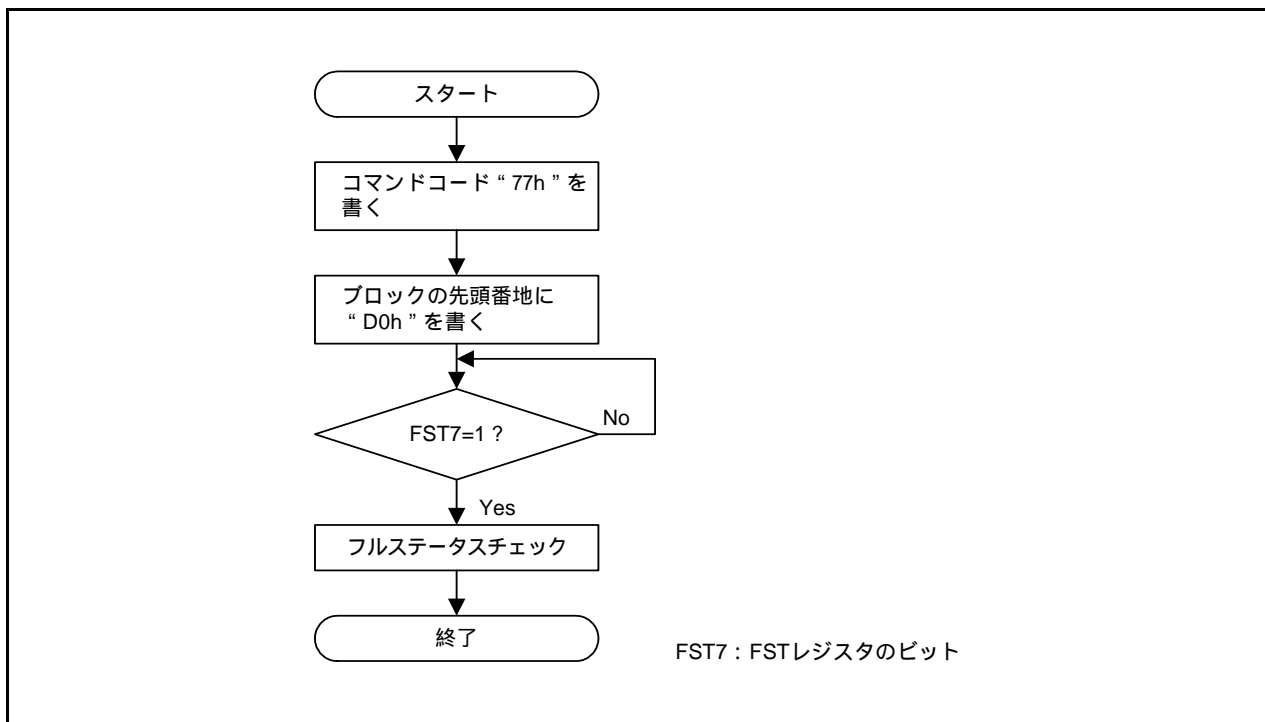 スタート
コマンドコード“77h”を
書く
ブロックの先頭番地に
“D0h”を書く
FST7=1 ?
No
Yes
フルステータスチェック
終了
FST7 : FSTレジスタのビット